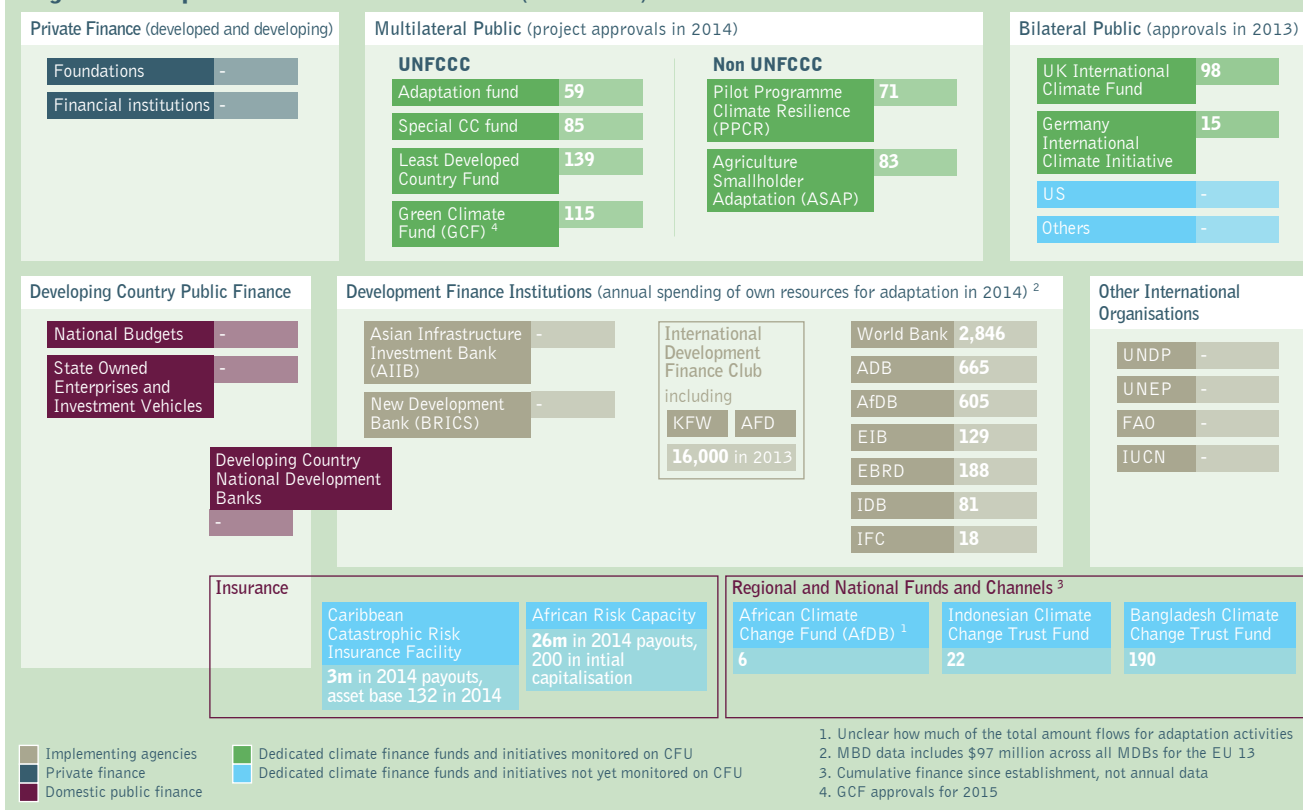 Private Finance (developed and developing)
Foundations -
Financial institutions -
Multilateral Public (project approvals in 2014)
UNFCCC
Adaptation fund 59
Special CC fund 85
Least Developed 139
Country Fund
Green Climate 115
Fund (GCF) 4
Non UNFCCC
Pilot Programme 71
Climate Resilience
(PPCR)
Agriculture 83
Smallholder
Adaptation (ASAP)
Bilateral Public (approvals in 2013)
UK International 98
Climate Fund
Germany 15
International
Climate Initiative
US -
Others -
Developing Country Public Finance
National Budgets -
State Owned -
Enterprises and
Investment Vehicles
Developing Country
National Development
Banks
-
Development Finance Institutions (annual spending of own resources for adaptation in 2014) 2
Asian Infrastructure -
Investment Bank
(AIIB)
New Development -
Bank (BRICS)
International
Development
Finance Club
including
KFW AFD
16,000 in 2013
World Bank 2,846
ADB 665
AfDB 605
EIB 129
EBRD 188
IDB 81
IFC 18
Other International
Organisations
UNDP -
UNEP -
FAO -
IUCN -
Insurance
Caribbean
Catastrophic Risk
Insurance Facility
3m in 2014 payouts,
asset base 132 in 2014
African Risk Capacity
26m in 2014 payouts,
200 in intial
capitalisation
Regional and National Funds and Channels 3
African Climate
Change Fund (AfDB) 1
6
Indonesian Climate
Change Trust Fund
22
Bangladesh Climate
Change Trust Fund
190
Implementing agencies
Private finance
Domestic public finance
Dedicated climate finance funds and initiatives monitored on CFU
Dedicated climate finance funds and initiatives not yet monitored on CFU
1. Unclear how much of the total amount flows for adaptation activities
2. MBD data includes $97 million across all MDBs for the EU 13
3. Cumulative finance since establishment, not annual data
4. GCF approvals for 2015